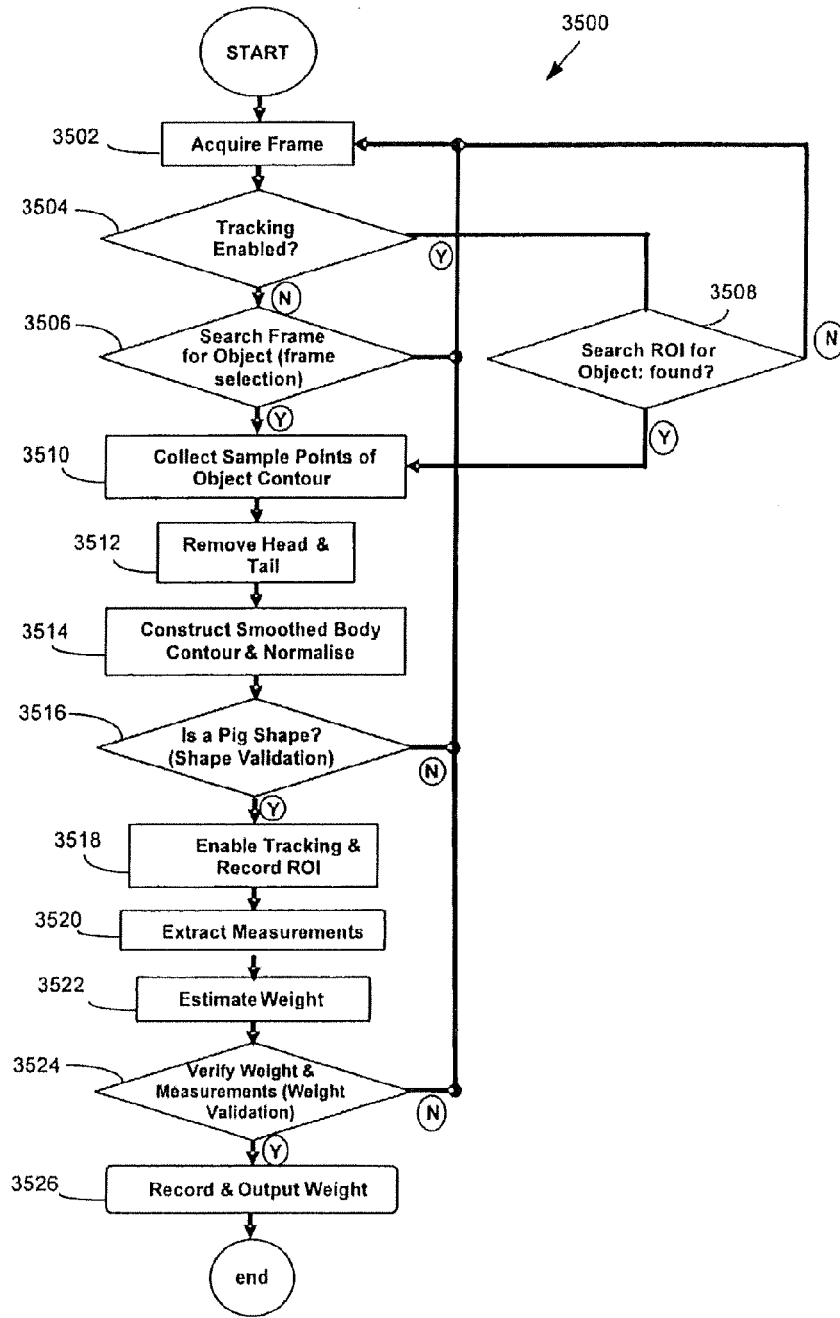 START
3500
3502
Acquire Frame
3504
Tracking
Enabled?
Y
N
3506
Search Frame
for Object (frame
selection)
Y
3508
Search ROI for
Object: found?
N
Y
3510
Collect Sample Points of
Object Contour
3512
Remove Head &
Tail
3514
Construct Smoothed Body
Contour & Normalise
3516
Is a Pig Shape?
(Shape Validation)
N
Y
3518
Enable Tracking &
Record ROI
3520
Extract Measurements
3522
Estimate Weight
3524
Verify Weight &
Measurements (Weight
Validation)
N
Y
3526
Record & Output Weight
end